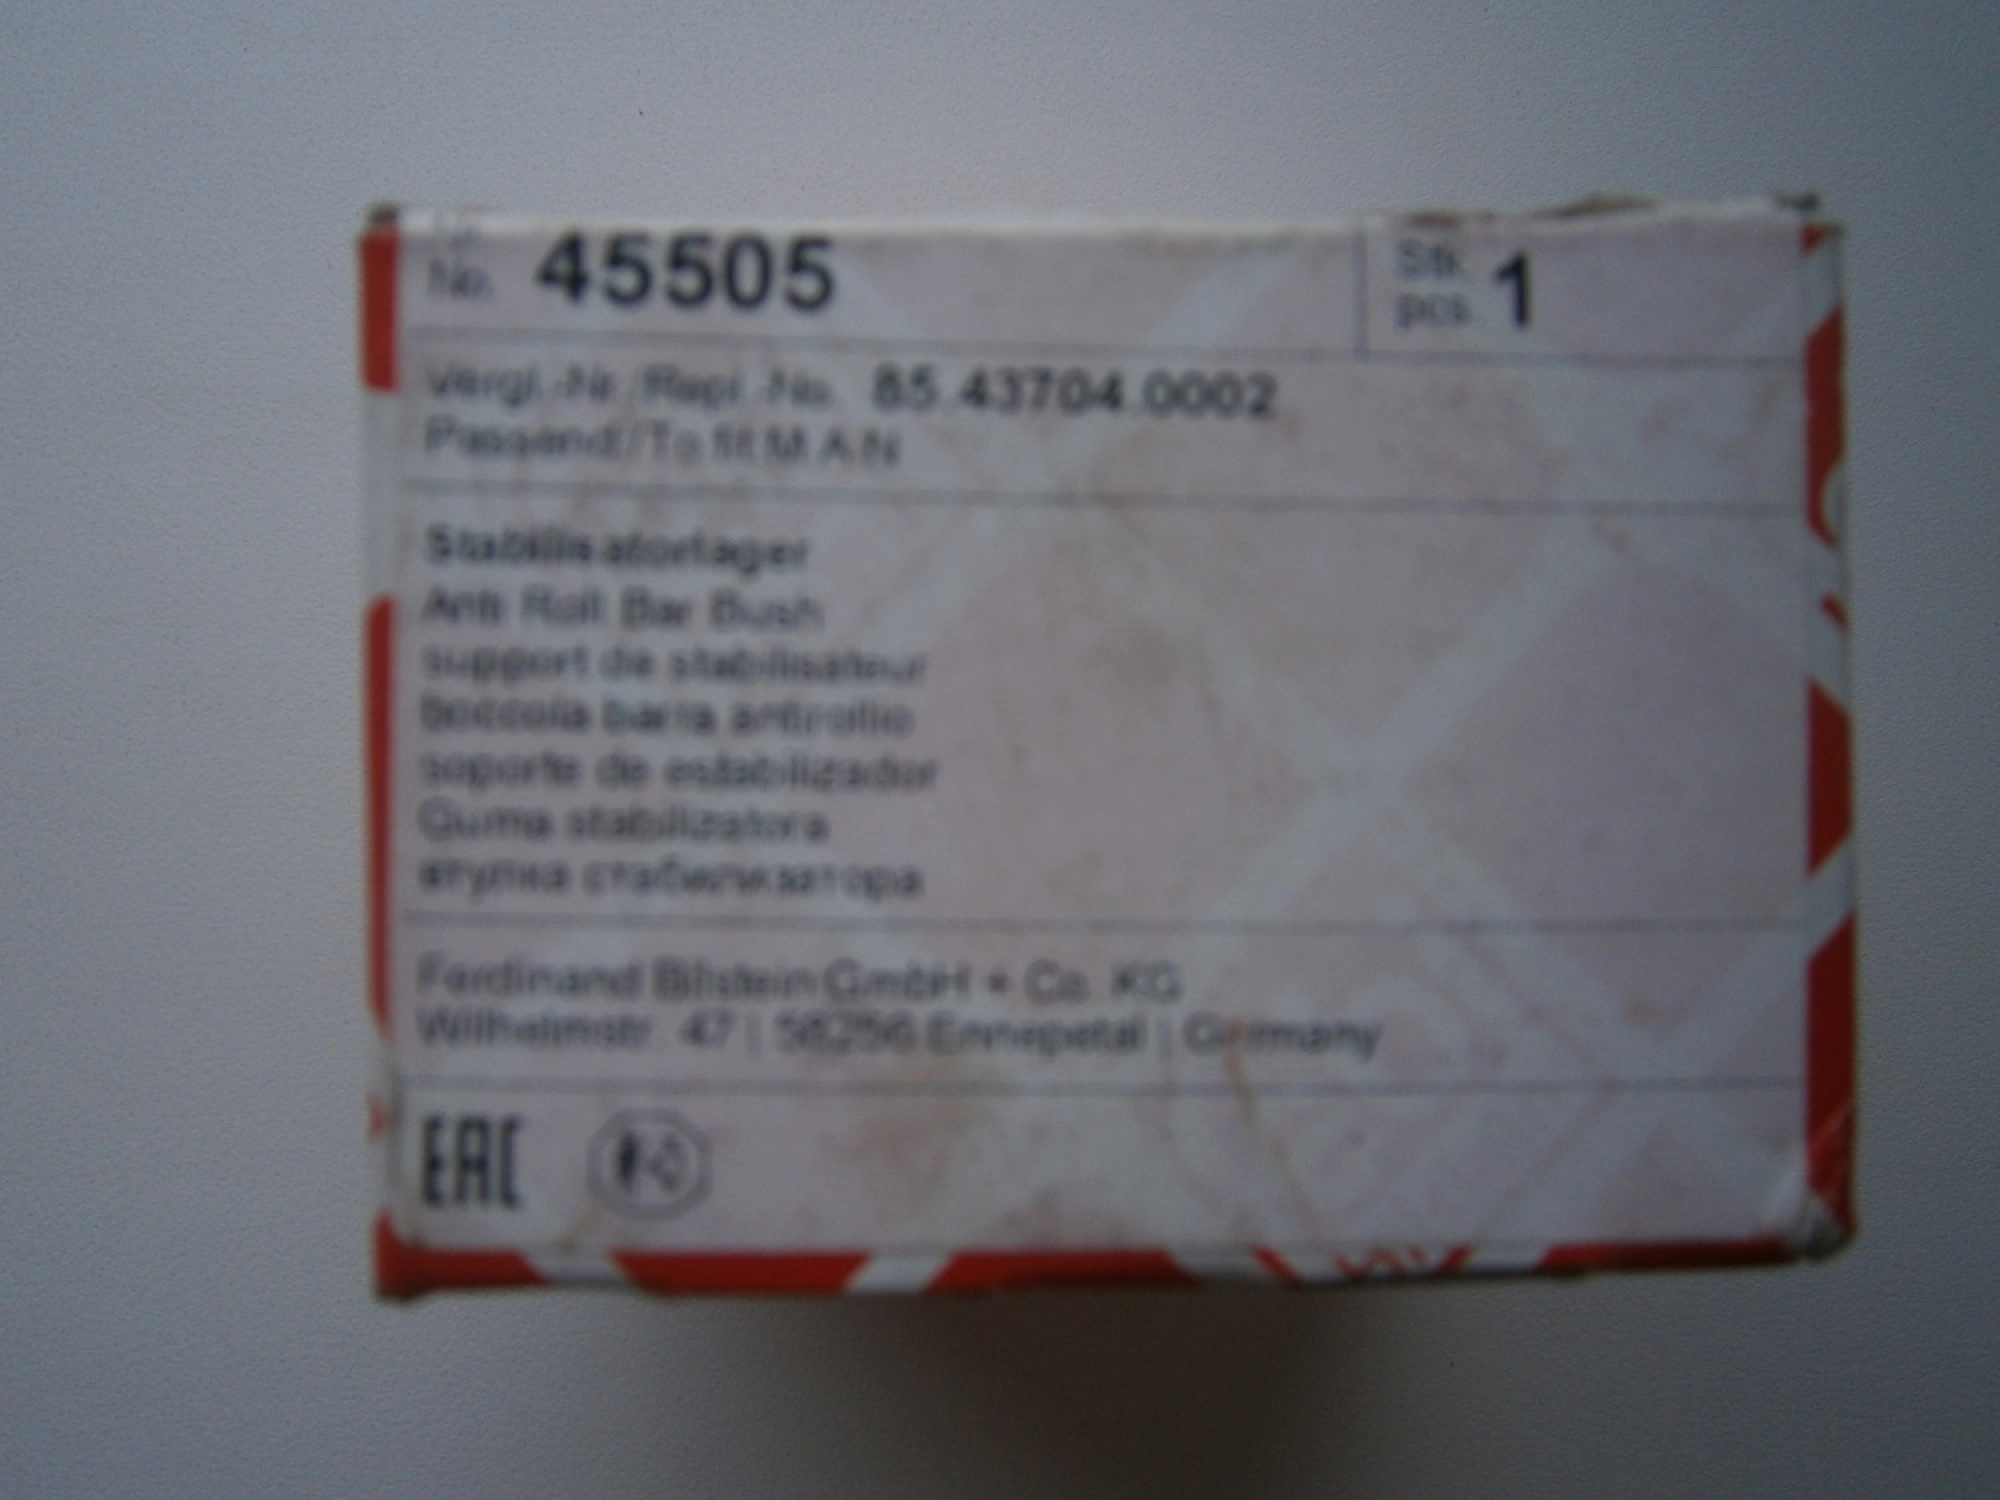 No. 45505
Stk.
pcs. 1
Vergl.-Nr./Repl.-No. 85.43704.0002
Passend/To fit M A N
Stabilisatorlager
Anti Roll Bar Bush
support de stabilisateur
boccola barra antirollio
soporte de estabilizador
Guma stabilizatora
втулка стабилизатора
Ferdinand Bilstein GmbH + Co. KG
Wilhelmstr. 47 | 58256 Ennepetal | Germany
EAC